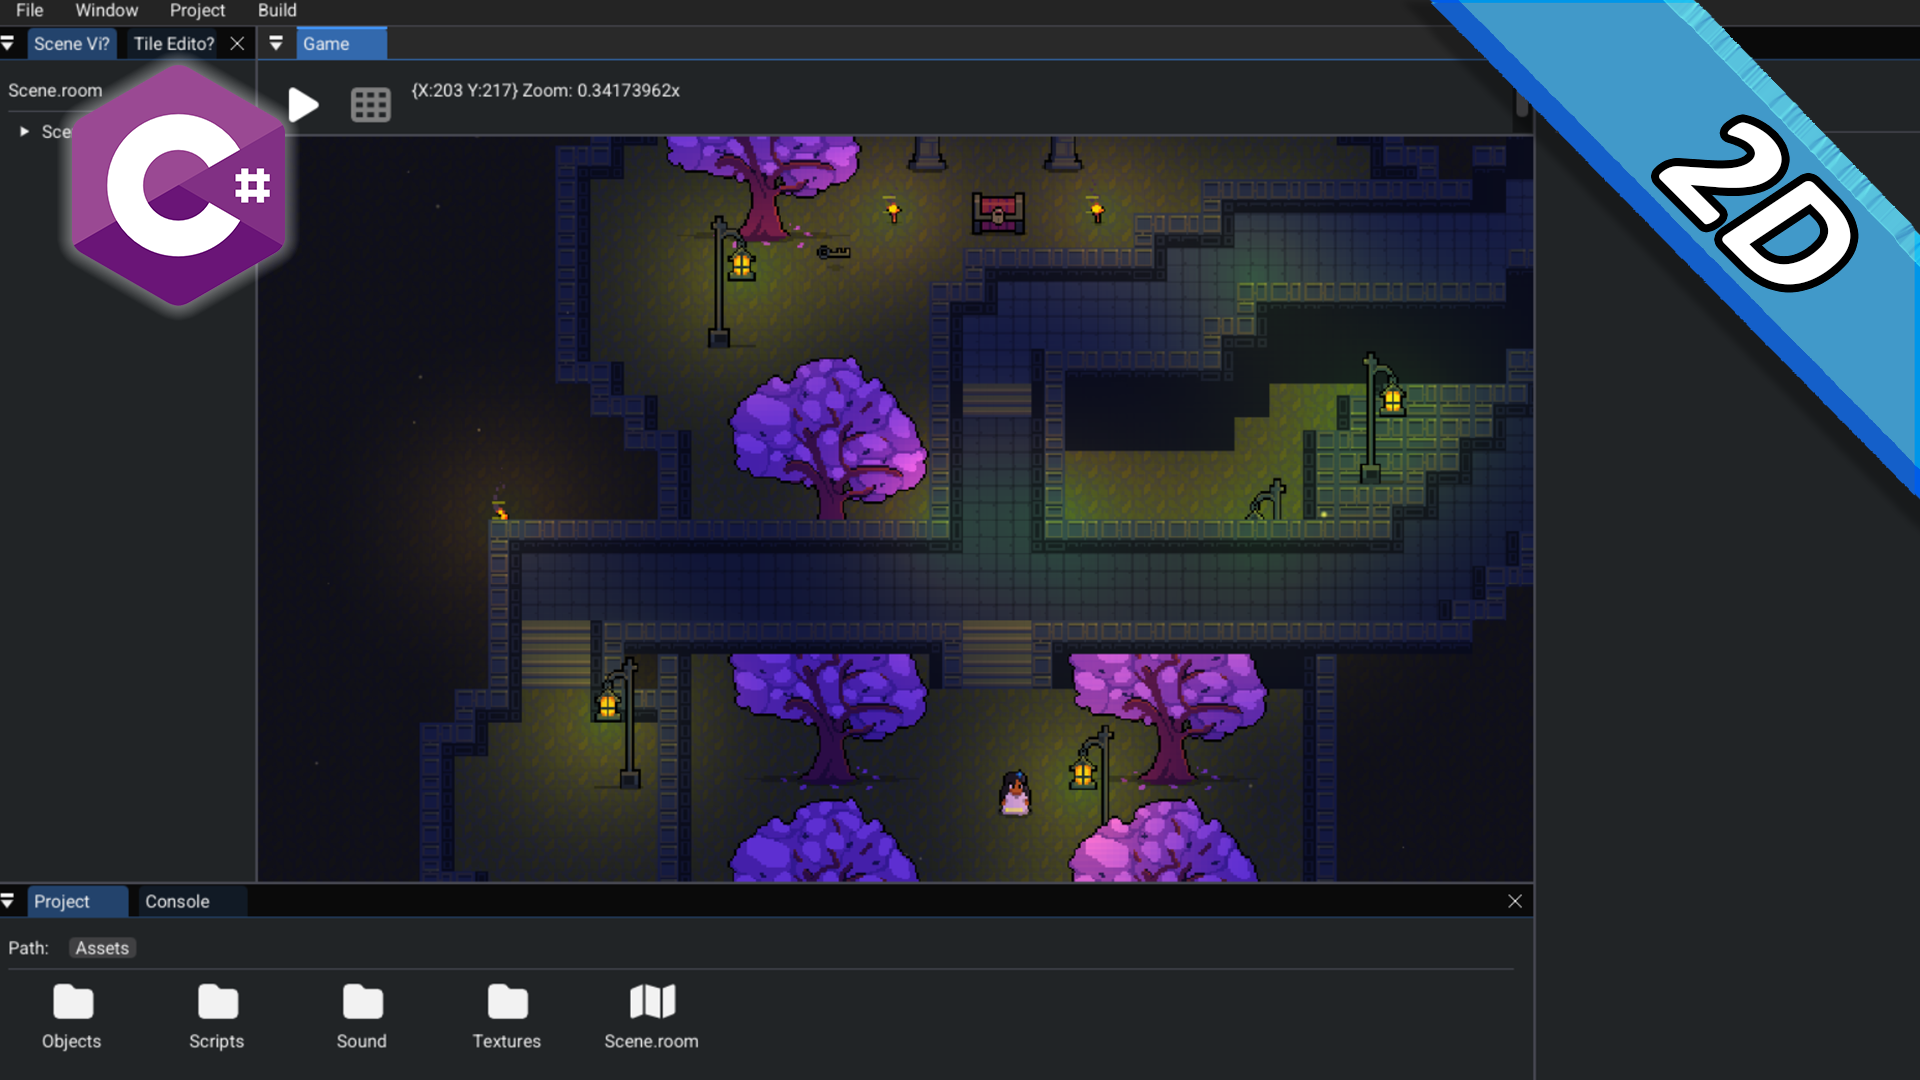 File Window Project Build
Scene Vi? Tile Edito? Game
Scene.room
{X:203 Y:217} Zoom: 0.34173962x
Sce
C#
2D
Project Console
Path: Assets
Objects Scripts Sound Textures Scene.room